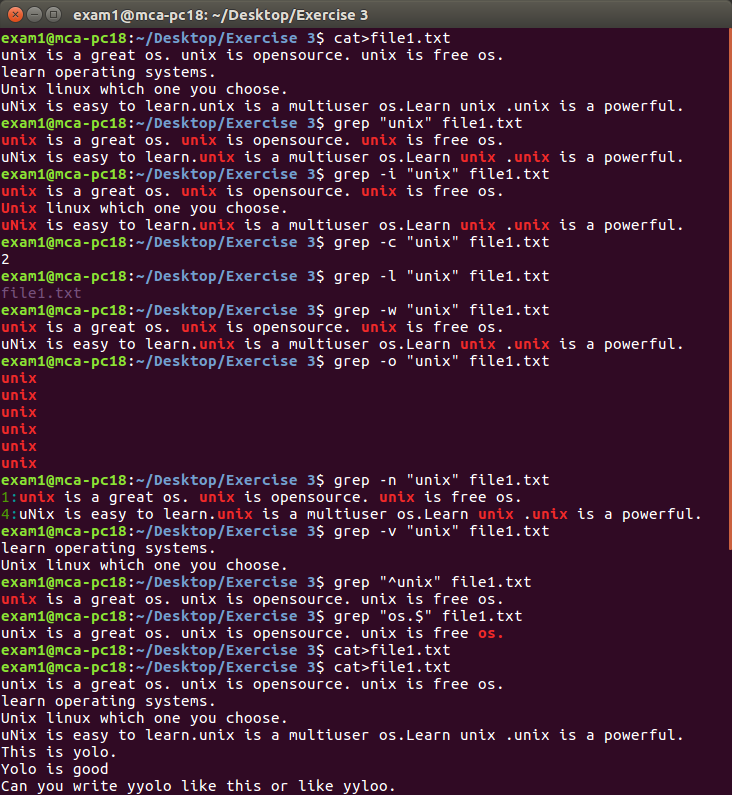 exam1@mca-pc18: ~/Desktop/Exercise 3
exam1@mca-pc18:~/Desktop/Exercise 3$ cat>file1.txt
unix is a great os. unix is opensource. unix is free os.
learn operating systems.
Unix linux which one you choose.
uNix is easy to learn.unix is a multiuser os.Learn unix .unix is a powerful.
exam1@mca-pc18:~/Desktop/Exercise 3$ grep "unix" file1.txt
unix is a great os. unix is opensource. unix is free os.
uNix is easy to learn.unix is a multiuser os.Learn unix .unix is a powerful.
exam1@mca-pc18:~/Desktop/Exercise 3$ grep -i "unix" file1.txt
unix is a great os. unix is opensource. unix is free os.
Unix linux which one you choose.
uNix is easy to learn.unix is a multiuser os.Learn unix .unix is a powerful.
exam1@mca-pc18:~/Desktop/Exercise 3$ grep -c "unix" file1.txt
2
exam1@mca-pc18:~/Desktop/Exercise 3$ grep -l "unix" file1.txt
file1.txt
exam1@mca-pc18:~/Desktop/Exercise 3$ grep -w "unix" file1.txt
unix is a great os. unix is opensource. unix is free os.
uNix is easy to learn.unix is a multiuser os.Learn unix .unix is a powerful.
exam1@mca-pc18:~/Desktop/Exercise 3$ grep -o "unix" file1.txt
unix
unix
unix
unix
unix
unix
exam1@mca-pc18:~/Desktop/Exercise 3$ grep -n "unix" file1.txt
1:unix is a great os. unix is opensource. unix is free os.
4:uNix is easy to learn.unix is a multiuser os.Learn unix .unix is a powerful.
exam1@mca-pc18:~/Desktop/Exercise 3$ grep -v "unix" file1.txt
learn operating systems.
Unix linux which one you choose.
exam1@mca-pc18:~/Desktop/Exercise 3$ grep "^unix" file1.txt
unix is a great os. unix is opensource. unix is free os.
exam1@mca-pc18:~/Desktop/Exercise 3$ grep "os.$" file1.txt
unix is a great os. unix is opensource. unix is free os.
exam1@mca-pc18:~/Desktop/Exercise 3$ cat>file1.txt
exam1@mca-pc18:~/Desktop/Exercise 3$ cat>file1.txt
unix is a great os. unix is opensource. unix is free os.
learn operating systems.
Unix linux which one you choose.
uNix is easy to learn.unix is a multiuser os.Learn unix .unix is a powerful.
This is yolo.
Yolo is good
Can you write yyolo like this or like yyloo.